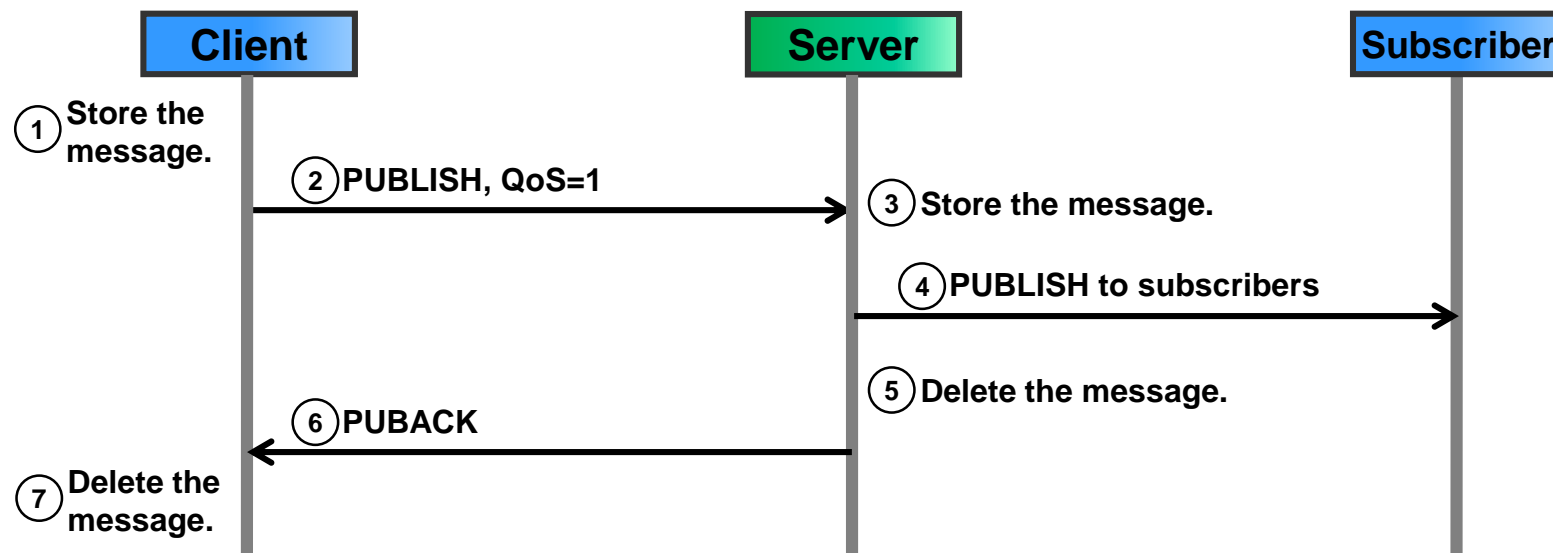 Client
Server
Subscriber
1 Store the
message.
2 PUBLISH, QoS=1
3 Store the message.
4 PUBLISH to subscribers
5 Delete the message.
6 PUBACK
7 Delete the
message.